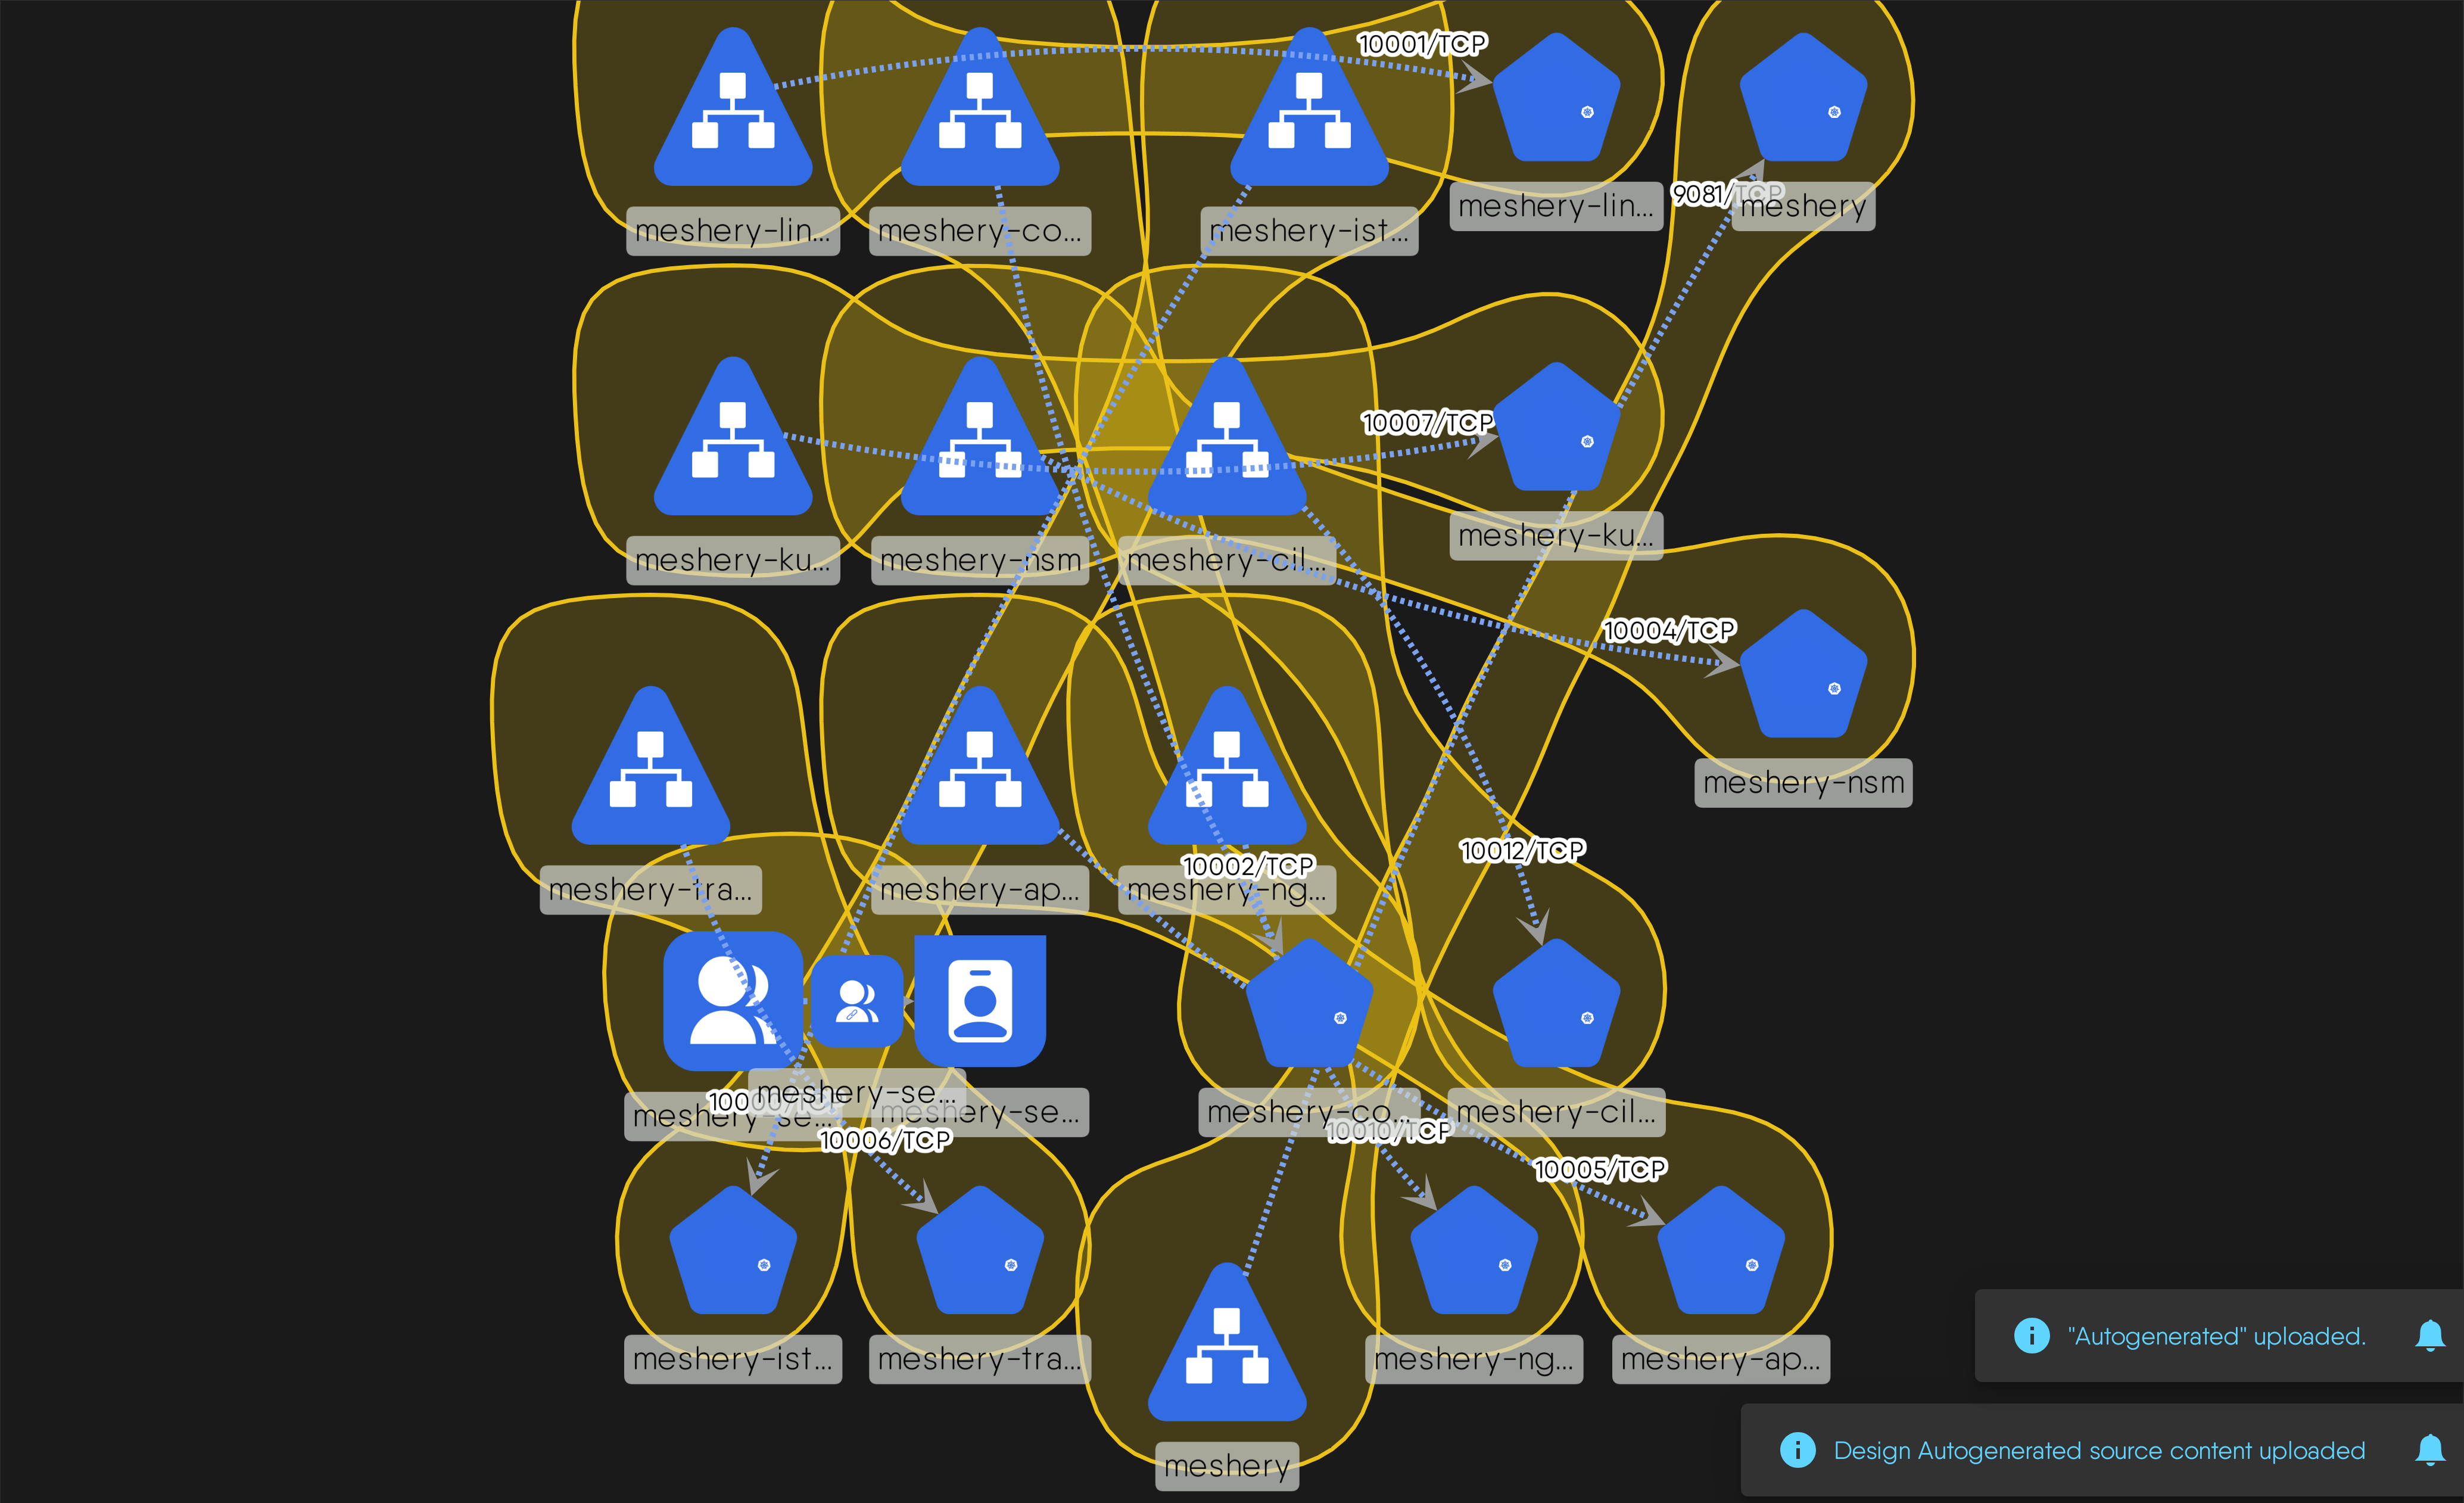 10001/TCP
meshery-lin...
meshery-co...
meshery-ist...
meshery-lin...
9081/TCP
meshery
10007/TCP
meshery-ku...
meshery-nsm
meshery-cil...
meshery-ku...
10004/TCP
meshery-nsm
10012/TCP
10002/TCP
meshery-tra...
meshery-ap...
meshery-ng...
meshery-se...
meshery-se...
meshery-se...
meshery-co...
meshery-cil...
10006/TCP
10010/TCP
10005/TCP
meshery-ist...
meshery-tra...
meshery-ng...
meshery-ap...
"Autogenerated" uploaded.
meshery
Design Autogenerated source content uploaded